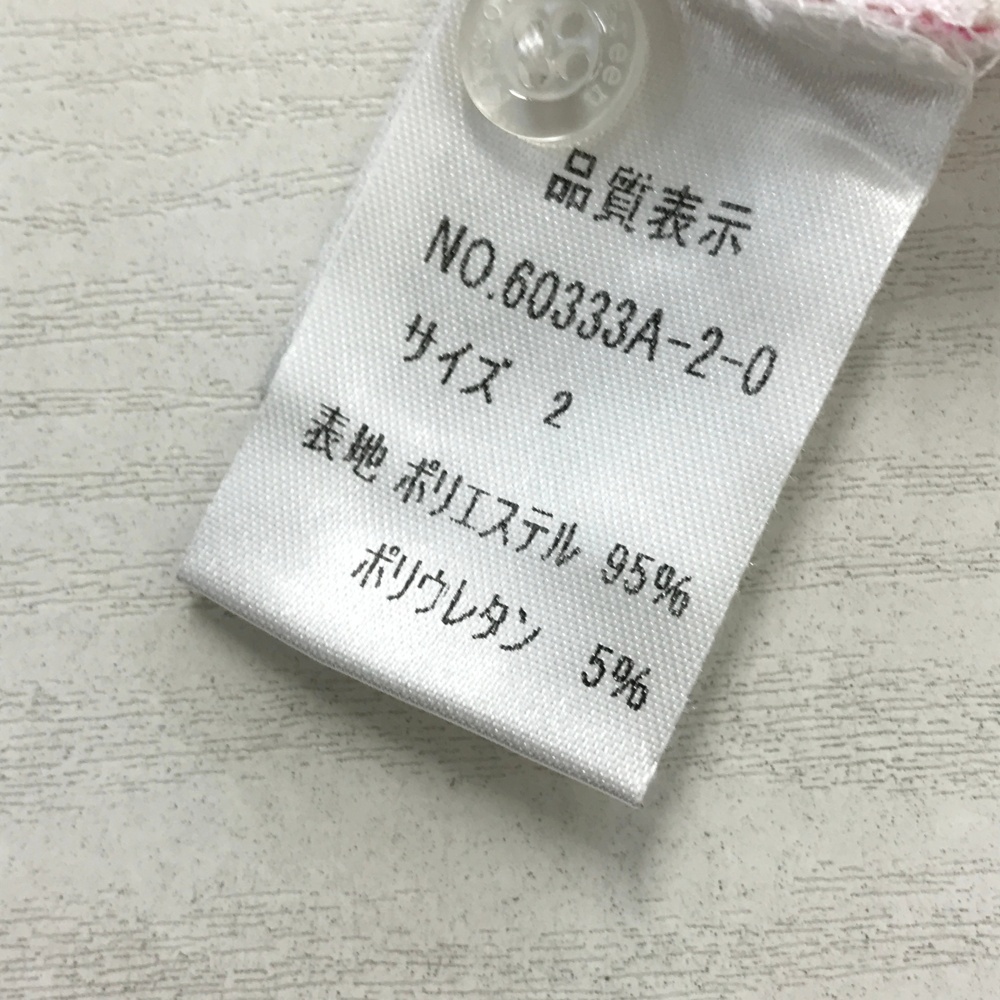 品質表示
NO.60333A-2-0
サイズ 2
表地 ポリエステル 95%
ポリウレタン 5%